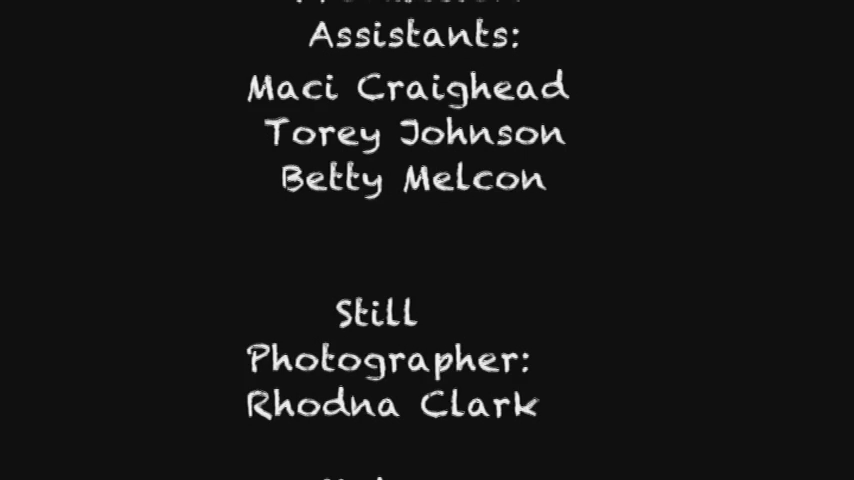 Assistants:
Maci Craighead
Torey Johnson
Betty Melcon
Still
Photographer:
Rhodna Clark